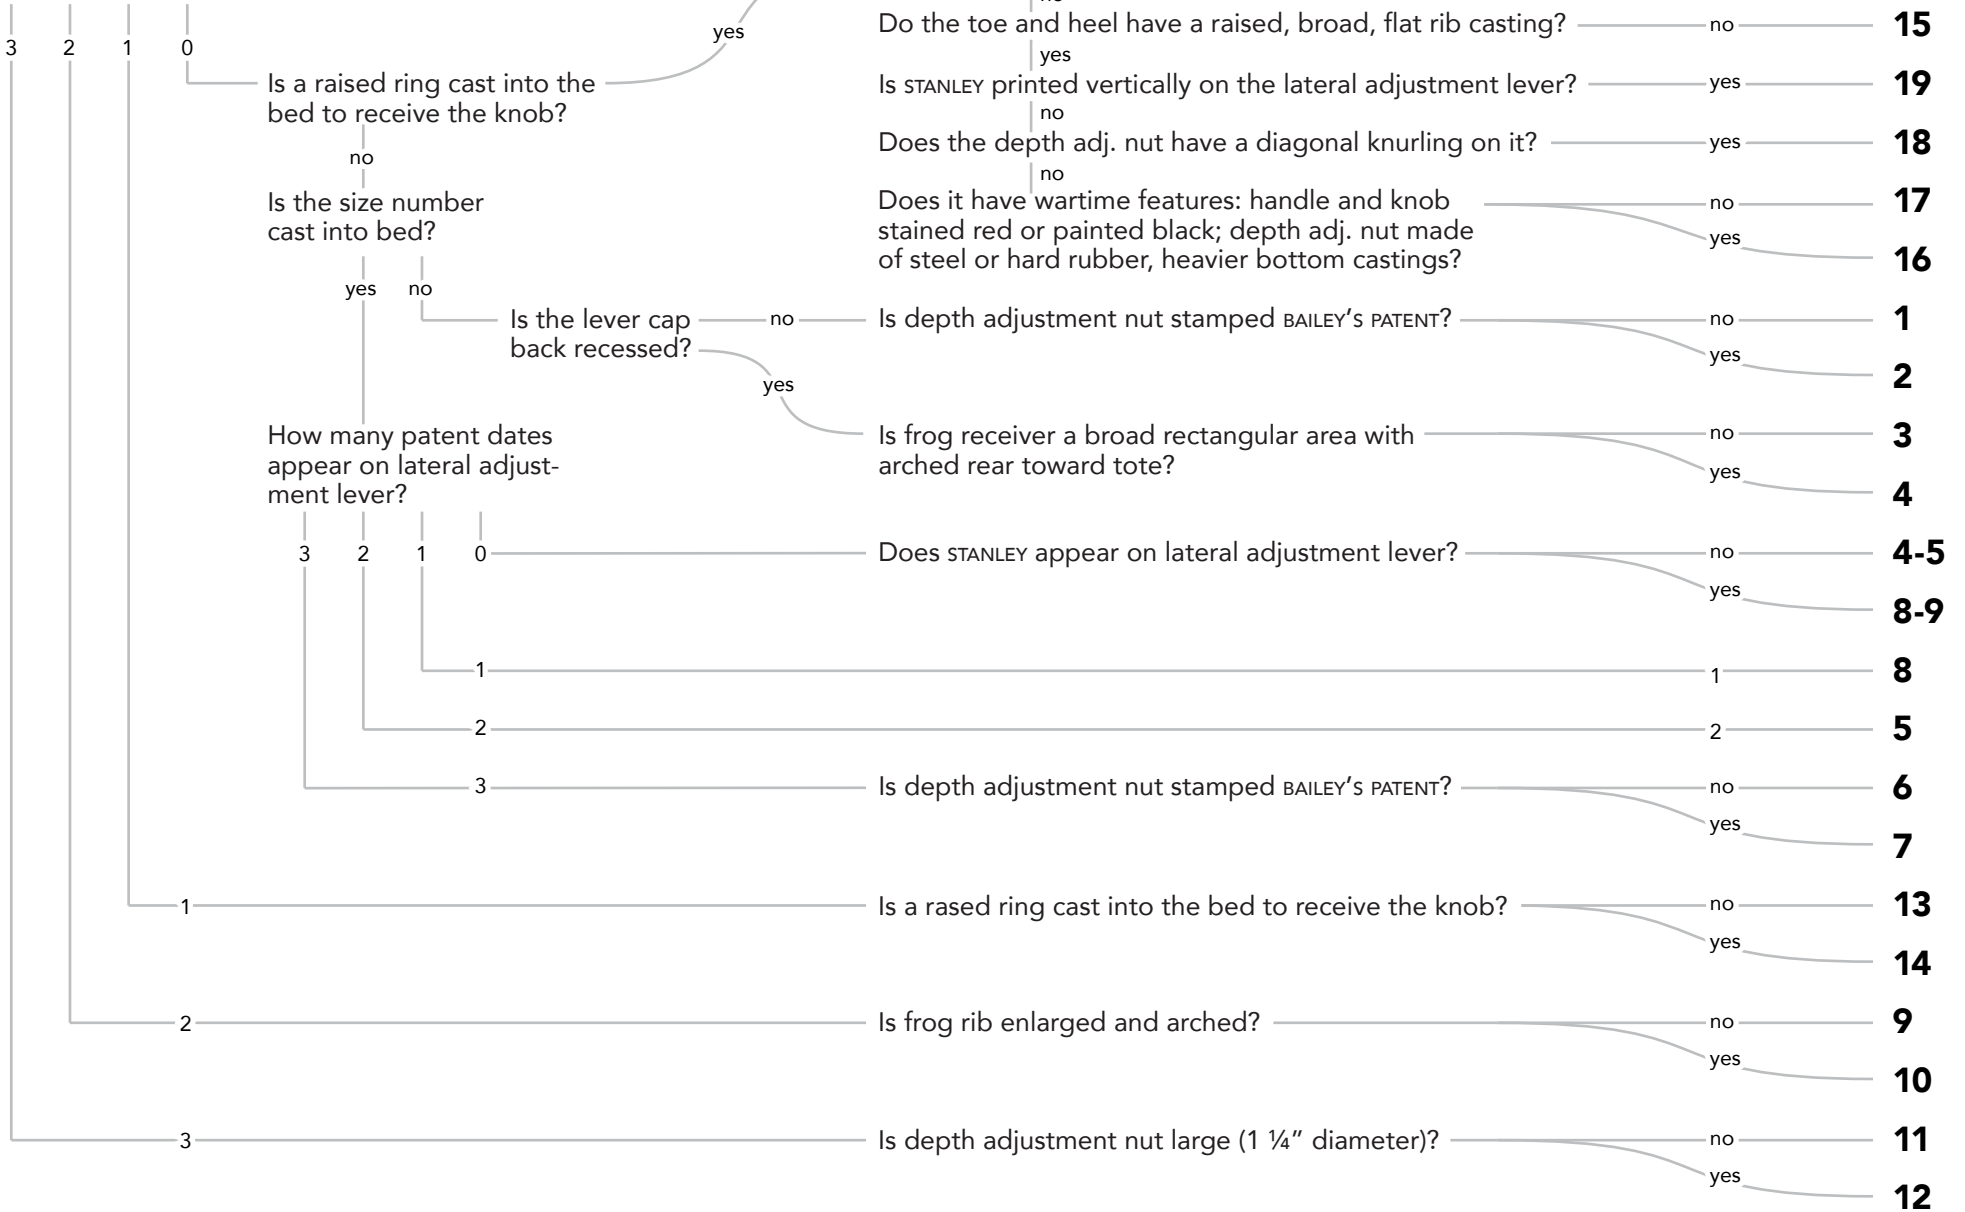 no
Do the toe and heel have a raised, broad, flat rib casting? no 15
yes
3 2 1 0
yes
Is a raised ring cast into the
bed to receive the knob?
Is STANLEY printed vertically on the lateral adjustment lever? yes 19
no
Does the depth adj. nut have a diagonal knurling on it? yes 18
no
no
Is the size number
cast into bed?
Does it have wartime features: handle and knob no 17
stained red or painted black; depth adj. nut made yes
of steel or hard rubber, heavier bottom castings? 16
yes no
Is the lever cap no Is depth adjustment nut stamped BAILEY'S PATENT? no 1
back recessed? yes
2
yes
How many patent dates
appear on lateral adjust-
ment lever?
Is frog receiver a broad rectangular area with no 3
arched rear toward tote? yes
4
3 2 1 0 Does STANLEY appear on lateral adjustment lever? no 4-5
yes
8-9
1 1 8
2 2 5
3 Is depth adjustment nut stamped BAILEY'S PATENT? no 6
yes
7
1 Is a rased ring cast into the bed to receive the knob? no 13
yes
14
2 Is frog rib enlarged and arched? no 9
yes
10
3 Is depth adjustment nut large (1 ¼” diameter)? no 11
yes
12